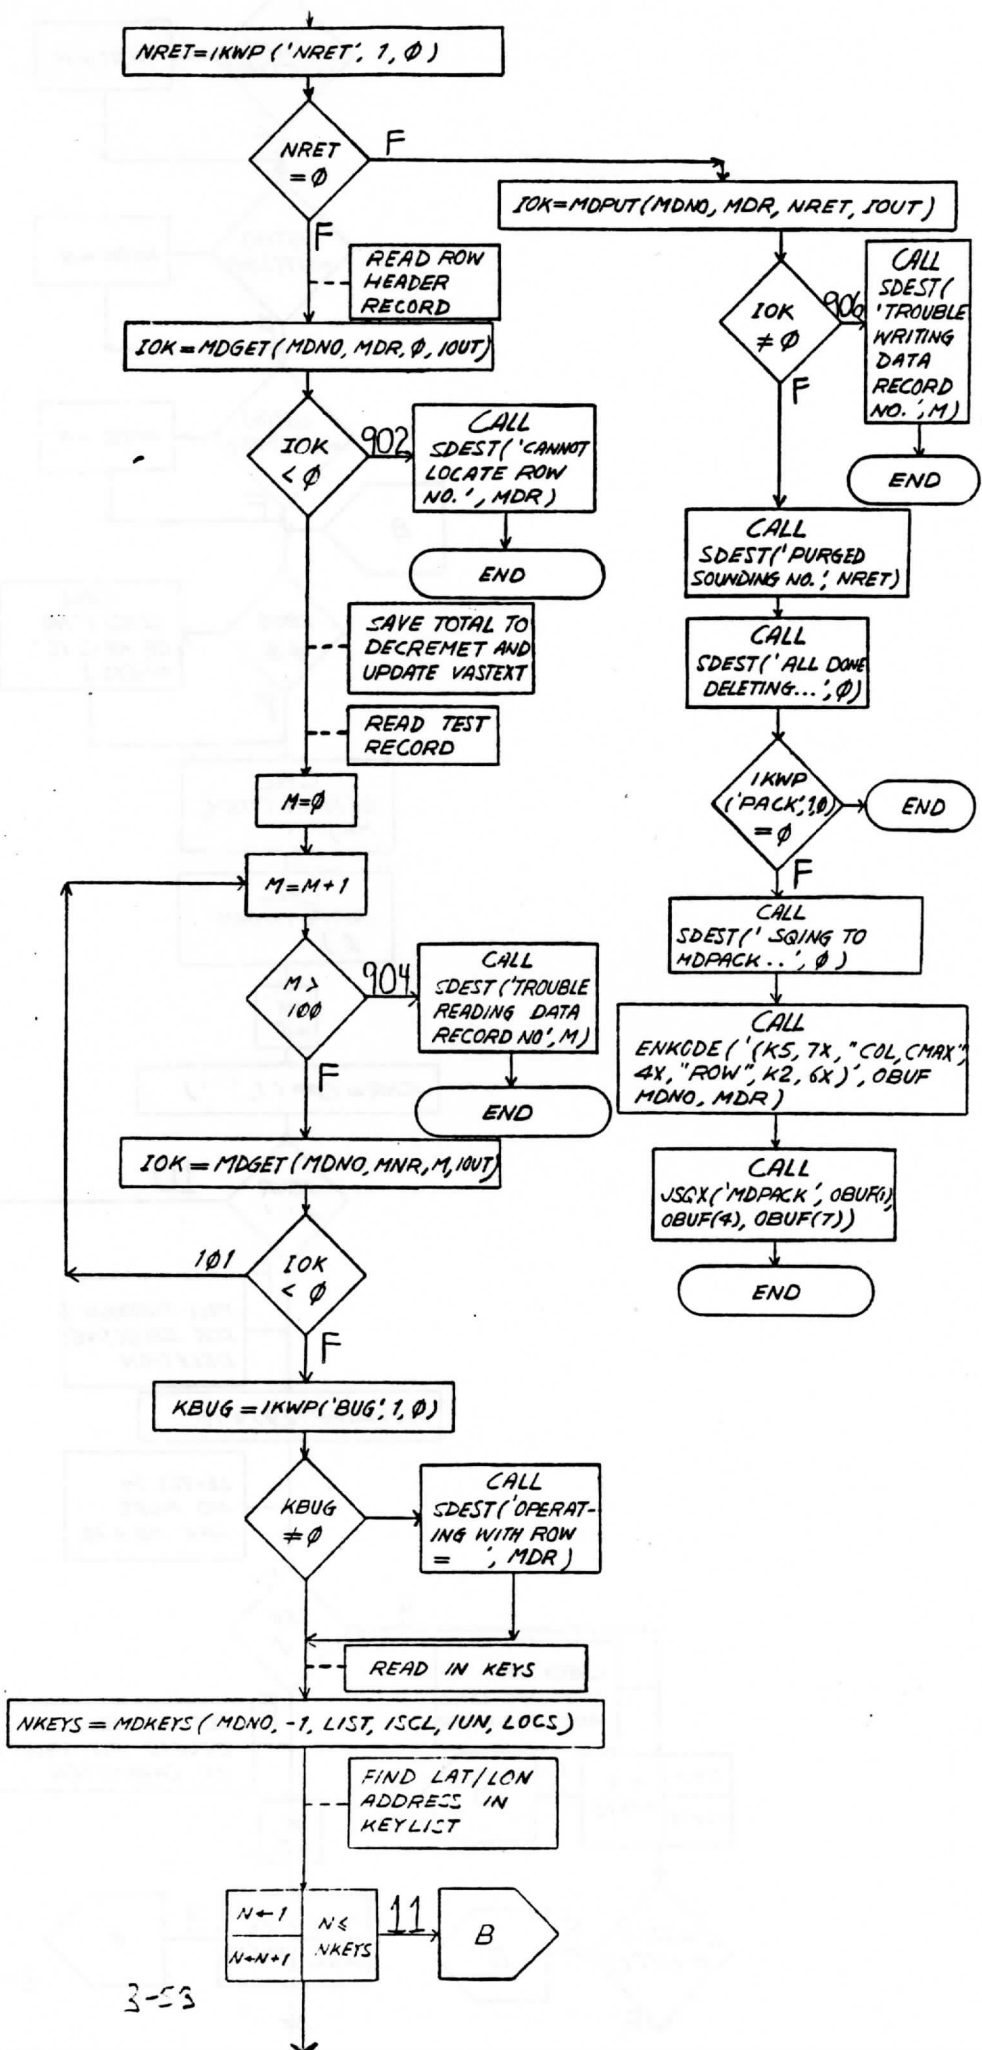 NRET=IKWP('NRET', 1, Ø)
NRET
= Ø
F
F
READ ROW
HEADER
RECORD
IOK=MDGET(MDNO, MDR, Ø, IOUT)
IOK
< Ø
902
CALL
SDEST('CANNOT
LOCATE ROW
NO.', MDR)
END
SAVE TOTAL TO
DECREMET AND
UPDATE VASTEXT
READ TEST
RECORD
M=Ø
M=M+1
M >
1ØØ
904
CALL
SDEST('TROUBLE
READING DATA
RECORD NO', M)
END
F
IOK=MDGET(MDNO, MNR, M, IOUT)
IOK
< Ø
1Ø1
F
KBUG=IKWP('BUG', 1, Ø)
KBUG
≠ Ø
CALL
SDEST('OPERAT-
ING WITH ROW
= ', MDR)
READ IN KEYS
NKEYS=MDKEYS(MDNO, -1, LIST, ISCL, IUN, LOCS)
FIND LAT/LON
ADDRESS IN
KEYLIST
N←1
N←N+1
N≤
NKEYS
11
B
IOK=MDPUT(MDNO, MDR, NRET, IOUT)
IOK
≠ Ø
906
CALL
SDEST(
'TROUBLE
WRITING
DATA
RECORD
NO.', M)
END
F
CALL
SDEST('PURGED
SOUNDING NO.', NRET)
CALL
SDEST('ALL DONE
DELETING...', Ø)
IKWP
('PACK',1,Ø)
= Ø
END
F
CALL
SDEST(' SQING TO
MDPACK..', Ø)
CALL
ENKODE('(K5, 7X, "COL,CMAX",
4X, "ROW", K2, 6X)', OBUF
MDNO, MDR)
CALL
JSQX('MDPACK', OBUF(1),
OBUF(4), OBUF(7))
END
3-53